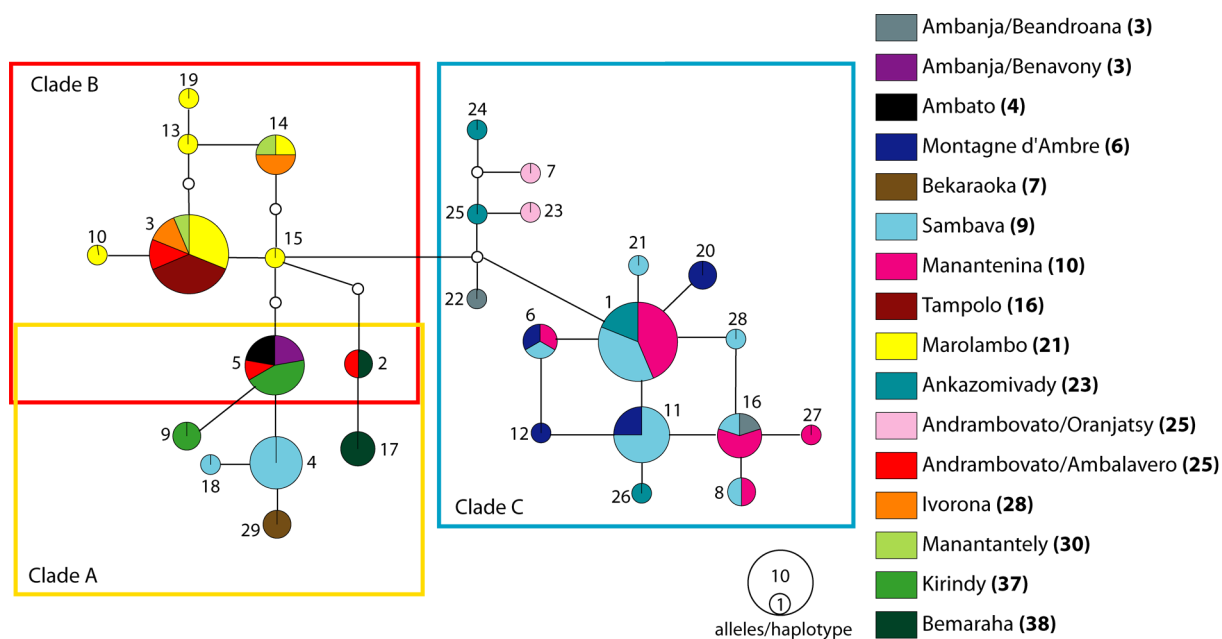 Clade B
19
13
14
3
10
15
5
2
9
4
17
18
29
Clade A
24
7
25
23
22
21
20
1
6
28
11
16
27
12
26
8
Clade C
10
1
alleles/haplotype
Ambanja/Beandroana (3)
Ambanja/Benavony (3)
Ambato (4)
Montagne d'Ambre (6)
Bekaraoka (7)
Sambava (9)
Manantenina (10)
Tampolo (16)
Marolambo (21)
Ankazomivady (23)
Andrambovato/Oranjatsy (25)
Andrambovato/Ambalavero (25)
Ivorona (28)
Manantantely (30)
Kirindy (37)
Bemaraha (38)